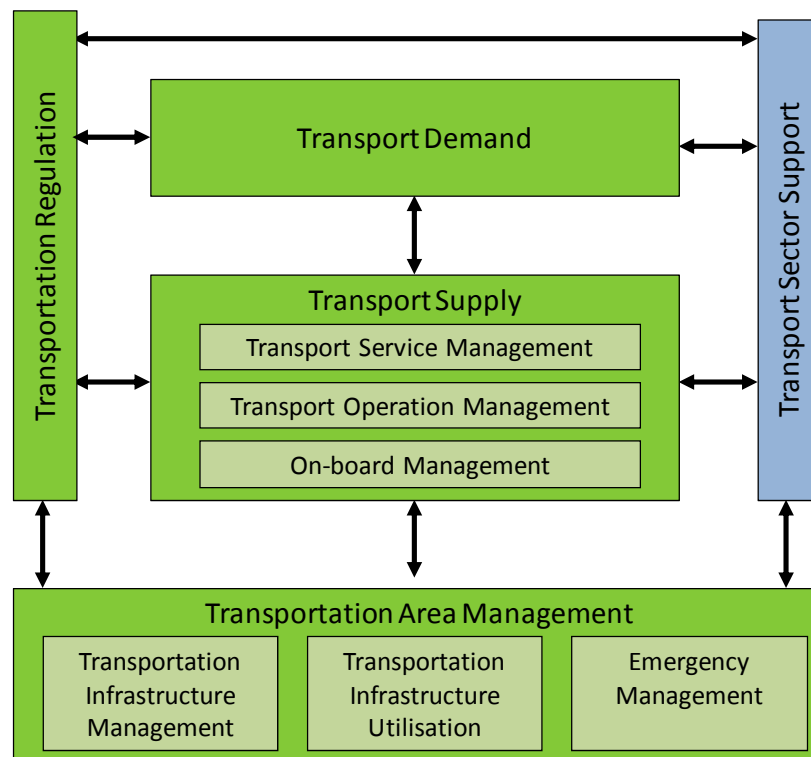 Transportation Regulation
Transport Demand
Transport Sector Support
Transport Supply
Transport Service Management
Transport Operation Management
On-board Management
Transportation Area Management
Transportation
Infrastructure
Management
Transportation
Infrastructure
Utilisation
Emergency
Management